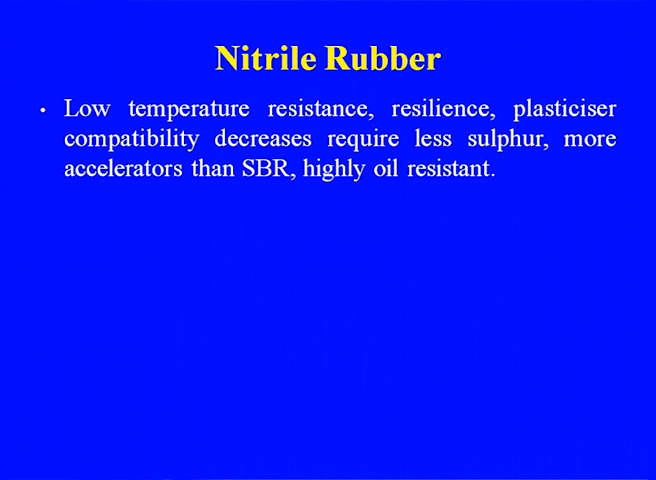 Nitrile Rubber
• Low temperature resistance, resilience, plasticiser
compatibility decreases require less sulphur, more
accelerators than SBR, highly oil resistant.